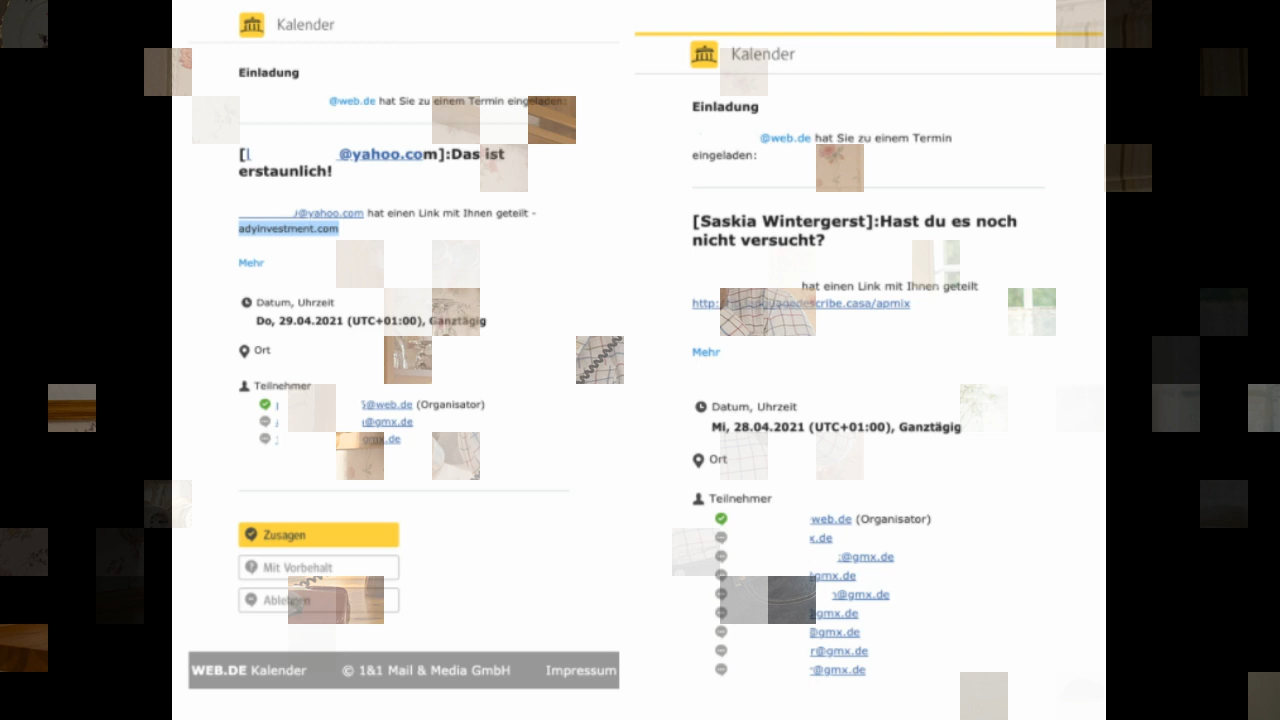 Kalender
Einladung
@web.de hat Sie zu einem Termin eingeladen:
@yahoo.com]:Das ist
erstaunlich!
@yahoo.com hat einen Link mit Ihnen geteilt -
adyinvestment.com
Mehr
Datum, Uhrzeit
Do, 29.04.2021 (UTC+01:00), Ganztägig
Ort
Teilnehmer
@web.de (Organisator)
@gmx.de
gmx.de
Zusagen
Mit Vorbehalt
Ablehnen
WEB.DE Kalender © 1&1 Mail & Media GmbH Impressum
Kalender
Einladung
@web.de hat Sie zu einem Termin
eingeladen:
[Saskia Wintergerst]:Hast du es noch
nicht versucht?
hat einen Link mit Ihnen geteilt
Mehr
Datum, Uhrzeit
Mi, 28.04.2021 (UTC+01:00), Ganztägig
Ort
Teilnehmer
web.de (Organisator)
x.de
@gmx.de
gmx.de
@gmx.de
@gmx.de
@gmx.de
r@gmx.de
@gmx.de